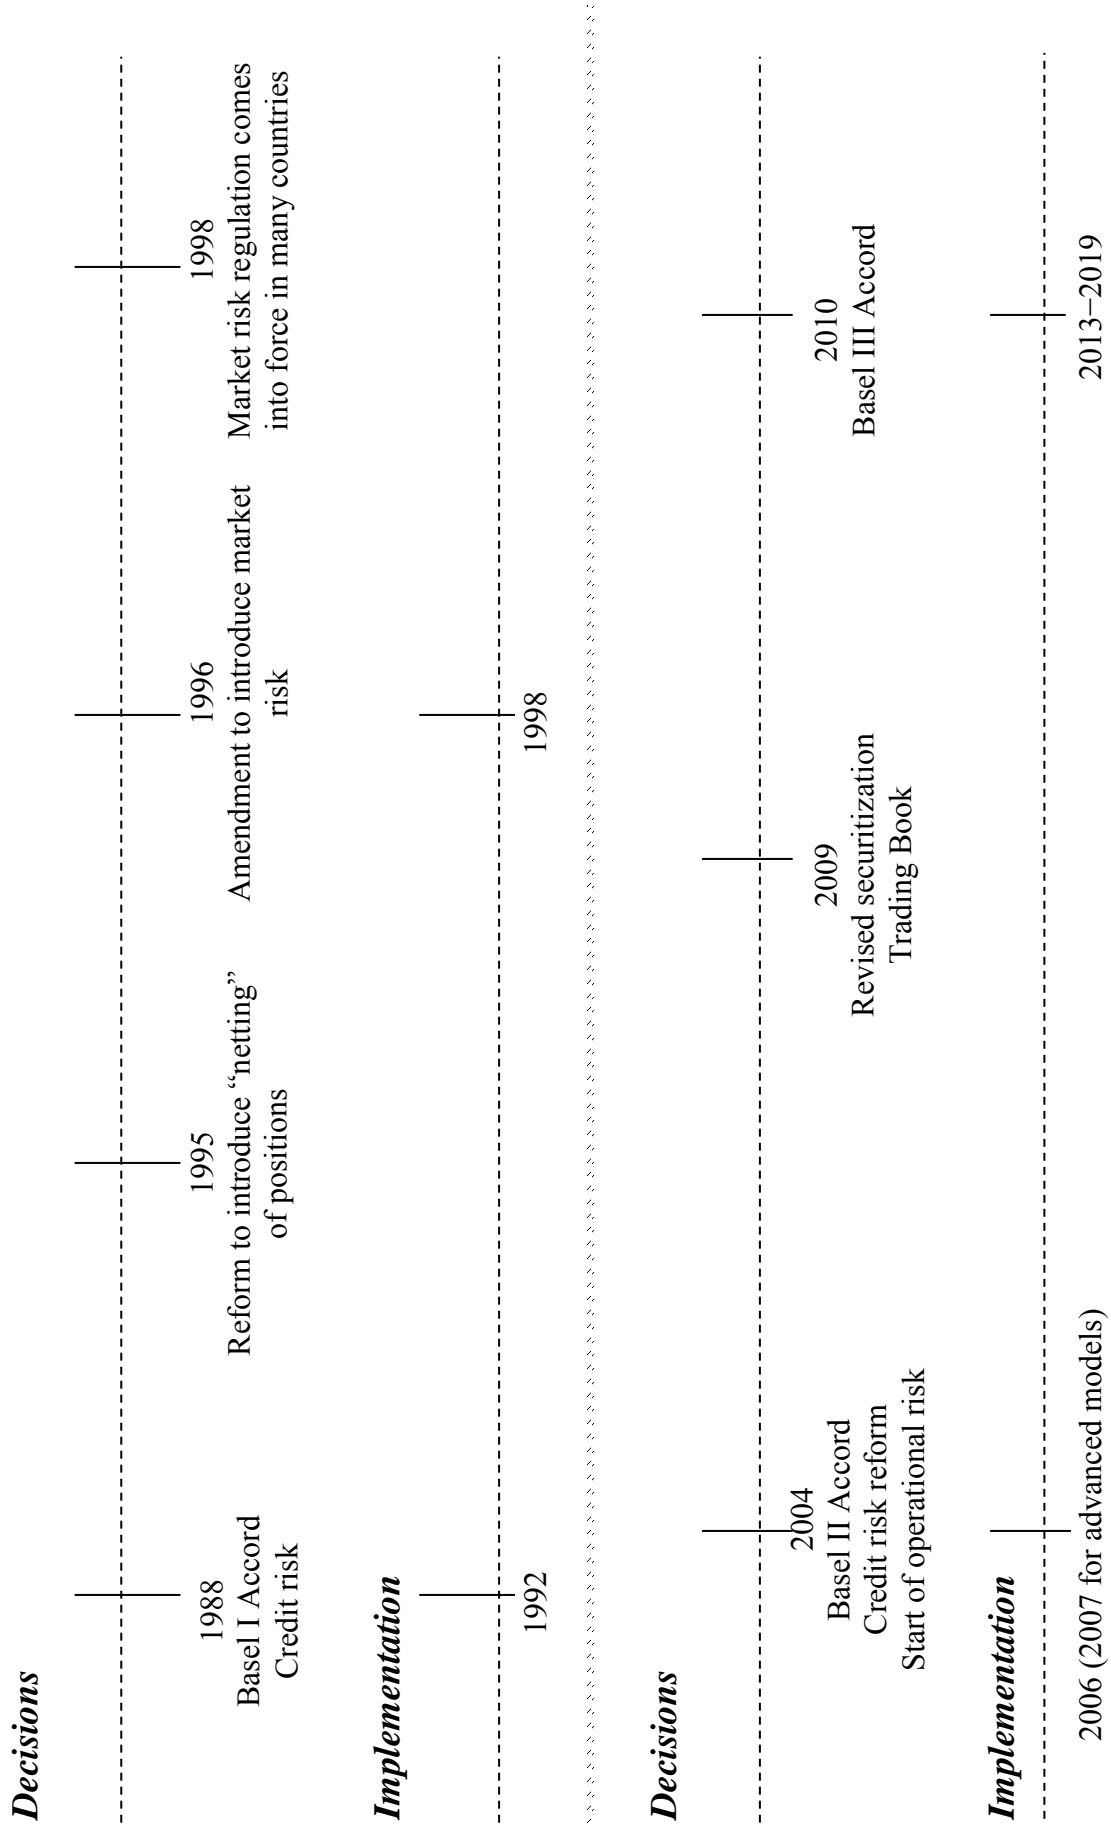 Decisions
1988
Basel I Accord
Credit risk
1995
Reform to introduce “netting”
of positions
1996
Amendment to introduce market
risk
1998
Market risk regulation comes
into force in many countries
Implementation
1992
1998
Decisions
2004
Basel II Accord
Credit risk reform
Start of operational risk
2009
Revised securitization
Trading Book
2010
Basel III Accord
Implementation
2006 (2007 for advanced models)
2013−2019